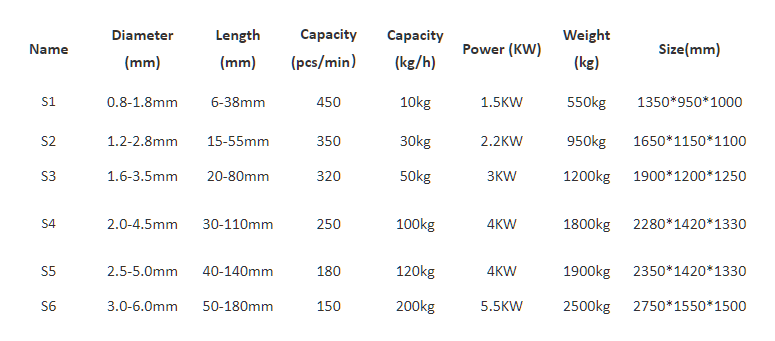 Name Diameter (mm) Length (mm) Capacity (pcs/min) Capacity (kg/h) Power (KW) Weight (kg) Size(mm)
S1 0.8-1.8mm 6-38mm 450 10kg 1.5KW 550kg 1350*950*1000
S2 1.2-2.8mm 15-55mm 350 30kg 2.2KW 950kg 1650*1150*1100
S3 1.6-3.5mm 20-80mm 320 50kg 3KW 1200kg 1900*1200*1250
S4 2.0-4.5mm 30-110mm 250 100kg 4KW 1800kg 2280*1420*1330
S5 2.5-5.0mm 40-140mm 180 120kg 4KW 1900kg 2350*1420*1330
S6 3.0-6.0mm 50-180mm 150 200kg 5.5KW 2500kg 2750*1550*1500